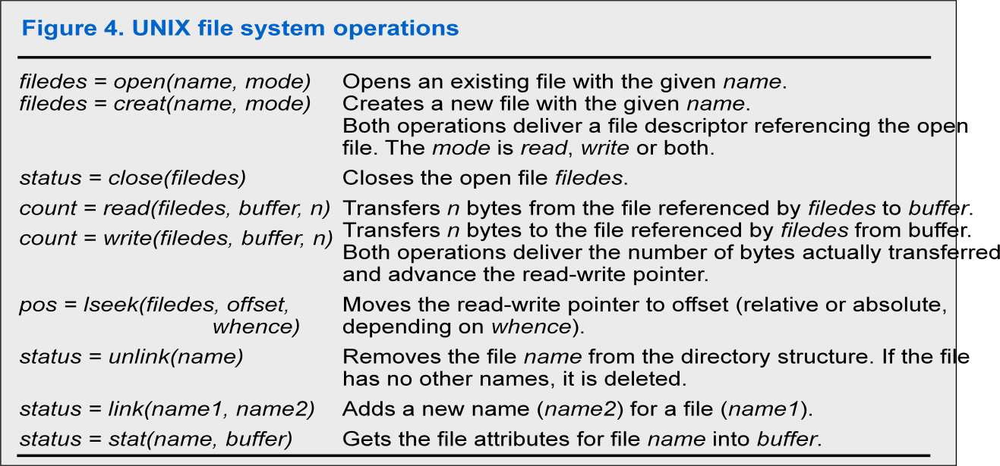 Figure 4. UNIX file system operations
filedes = open(name, mode) Opens an existing file with the given name.
filedes = creat(name, mode) Creates a new file with the given name.
Both operations deliver a file descriptor referencing the open
file. The mode is read, write or both.
status = close(filedes) Closes the open file filedes.
count = read(filedes, buffer, n) Transfers n bytes from the file referenced by filedes to buffer.
count = write(filedes, buffer, n) Transfers n bytes to the file referenced by filedes from buffer.
Both operations deliver the number of bytes actually transferred
and advance the read-write pointer.
pos = lseek(filedes, offset, Moves the read-write pointer to offset (relative or absolute,
whence) depending on whence).
status = unlink(name) Removes the file name from the directory structure. If the file
has no other names, it is deleted.
status = link(name1, name2) Adds a new name (name2) for a file (name1).
status = stat(name, buffer) Gets the file attributes for file name into buffer.